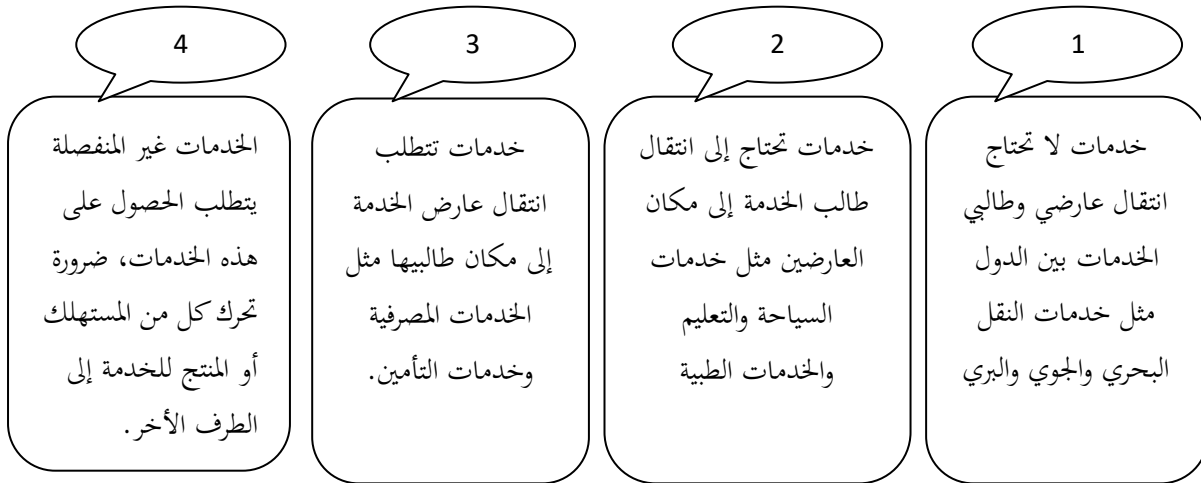 1
خدمات لا تحتاج
انتقال عارضي وطالبي
الخدمات بين الدول
مثل خدمات النقل
البحري والجوي والبري
2
خدمات تحتاج إلى انتقال
طالب الخدمة إلى مكان
العارضين مثل خدمات
السياحة والتعليم
والخدمات الطبية
3
خدمات تتطلب
انتقال عارض الخدمة
إلى مكان طالبيها مثل
الخدمات المصرفية
وخدمات التأمين.
4
الخدمات غير المنفصلة
يتطلب الحصول على
هذه الخدمات، ضرورة
تحرك كل من المستهلك
أو المنتج للخدمة إلى
الطرف الأخر.